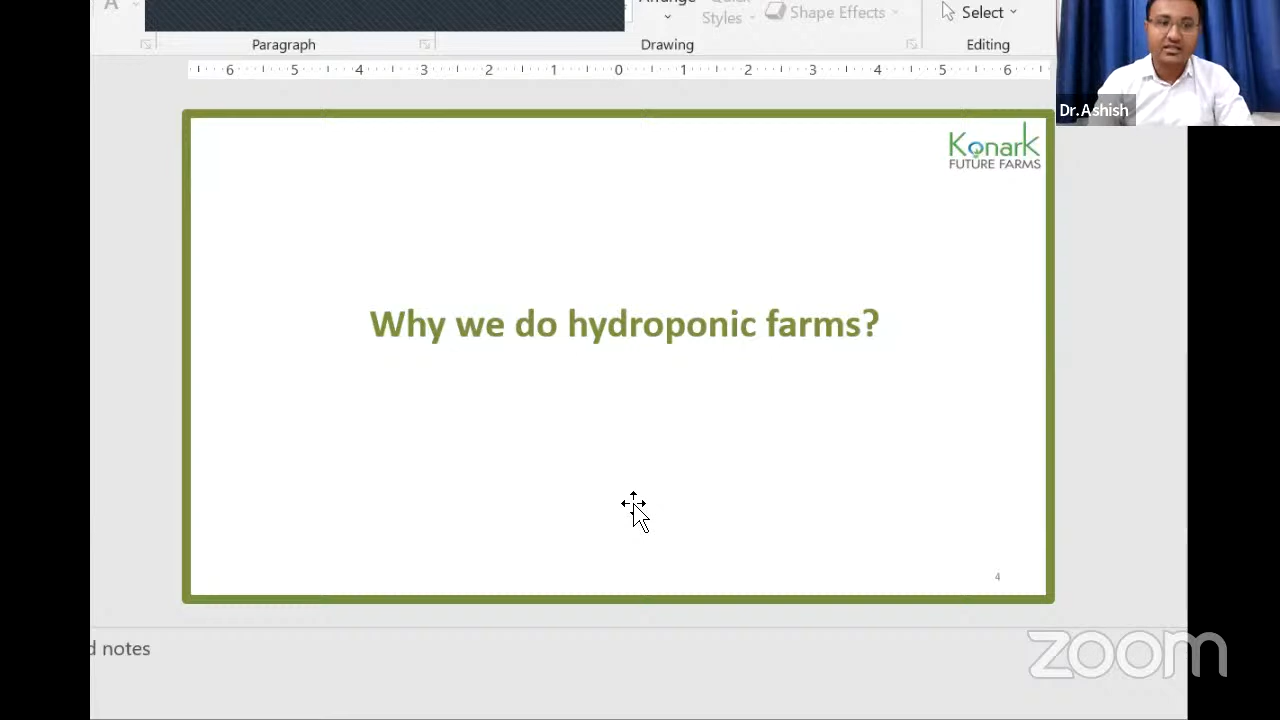 Styles
Shape Effects
Select
Paragraph
Drawing
Editing
6 5 4 3 2 1 0 1 2 3 4 5 6
Dr.Ashish
Konark
FUTURE FARMS
Why we do hydroponic farms?
4
d notes
zoom